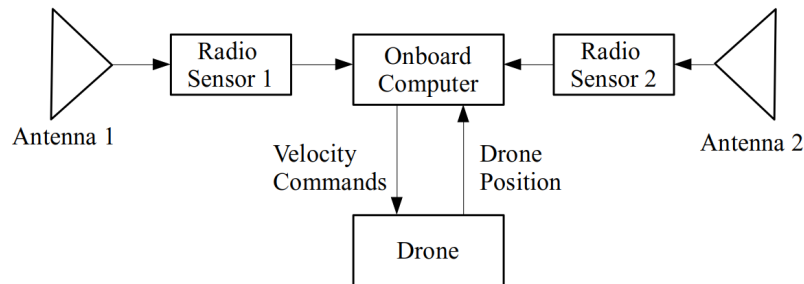 Radio
Sensor 1
Onboard
Computer
Radio
Sensor 2
Antenna 1
Antenna 2
Velocity
Commands
Drone
Position
Drone